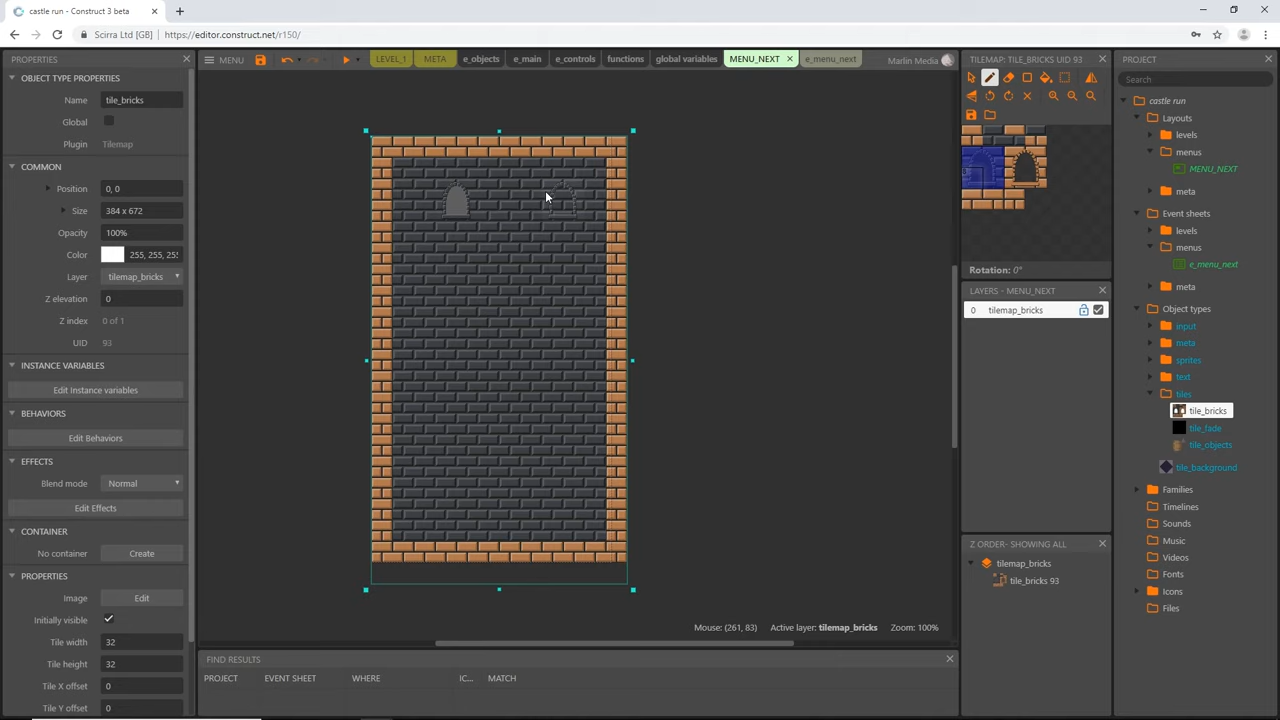 castle run - Construct 3 beta
Scirra Ltd [GB] | https://editor.construct.net/r150/
PROPERTIES
OBJECT TYPE PROPERTIES
Name tile_bricks
Global
Plugin Tilemap
COMMON
Position 0, 0
Size 384 x 672
Opacity 100%
Color 255, 255, 255
Layer tilemap_bricks
Z elevation 0
Z index 0 of 1
UID 93
INSTANCE VARIABLES
Edit Instance variables
BEHAVIORS
Edit Behaviors
EFFECTS
Blend mode Normal
Edit Effects
CONTAINER
No container Create
PROPERTIES
Image Edit
Initially visible
Tile width 32
Tile height 32
Tile X offset 0
Tile Y offset 0
MENU
LEVEL_1 META e_objects e_main e_controls functions global variables MENU_NEXT e_menu_next
Marlin Media
Mouse: (261, 83) Active layer: tilemap_bricks Zoom: 100%
FIND RESULTS
PROJECT EVENT SHEET WHERE IC... MATCH
TILEMAP: TILE_BRICKS UID 93
Rotation: 0°
LAYERS - MENU_NEXT
0 tilemap_bricks
Z ORDER- SHOWING ALL
tilemap_bricks
tile_bricks 93
PROJECT
Search
castle run
Layouts
levels
menus
MENU_NEXT
meta
Event sheets
levels
menus
e_menu_next
meta
Object types
input
meta
sprites
text
tiles
tile_bricks
tile_fade
tile_objects
tile_background
Families
Timelines
Sounds
Music
Videos
Fonts
Icons
Files